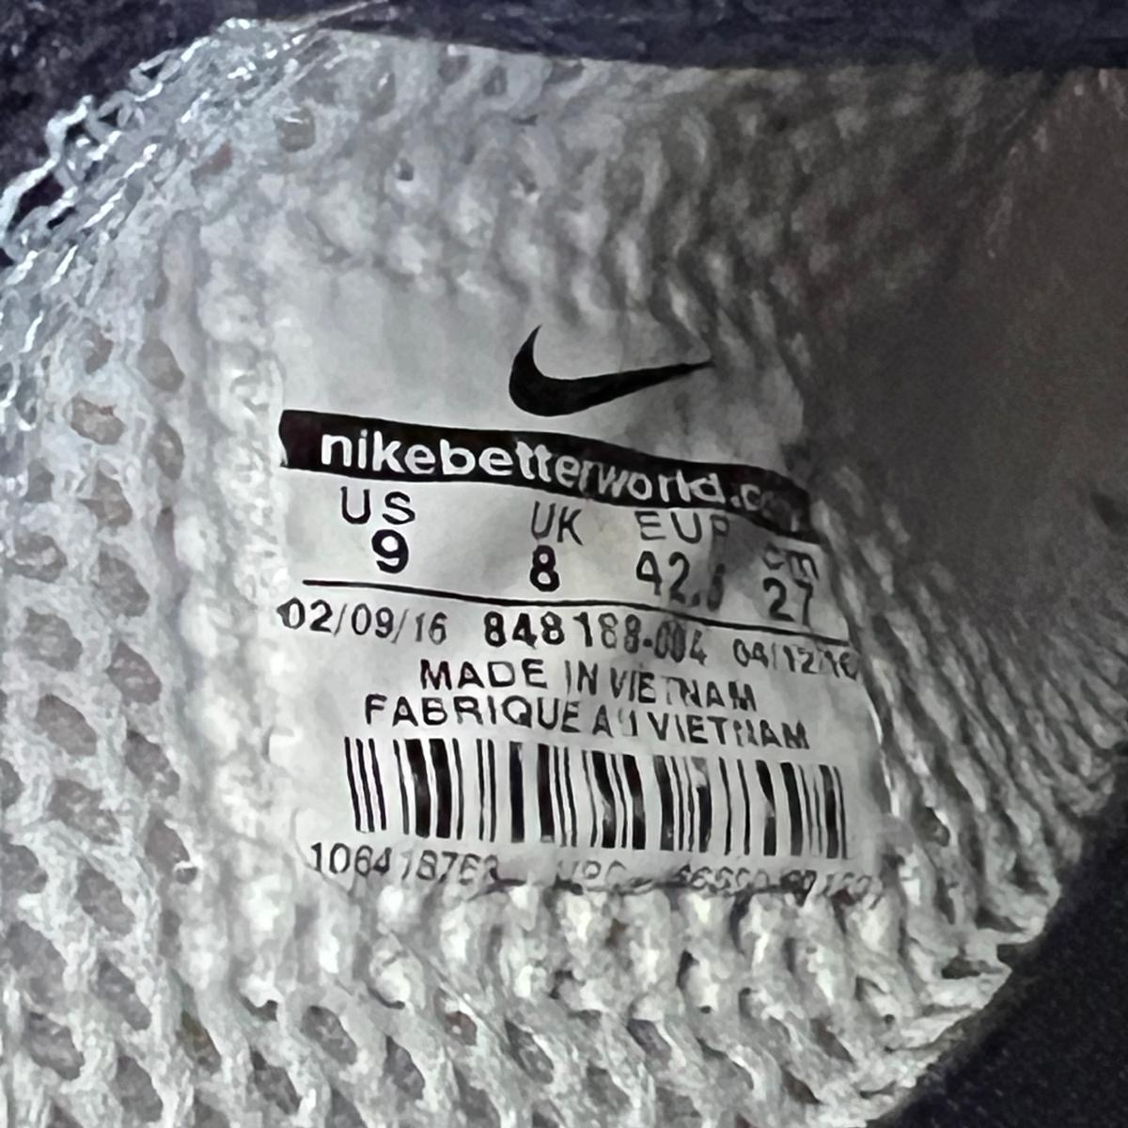 nikebetterworld.com
US UK EUR cm
9 8 42.5 27
02/09/16 848188-004 04/12/16
MADE IN VIETNAM
FABRIQUE AU VIETNAM
UPC